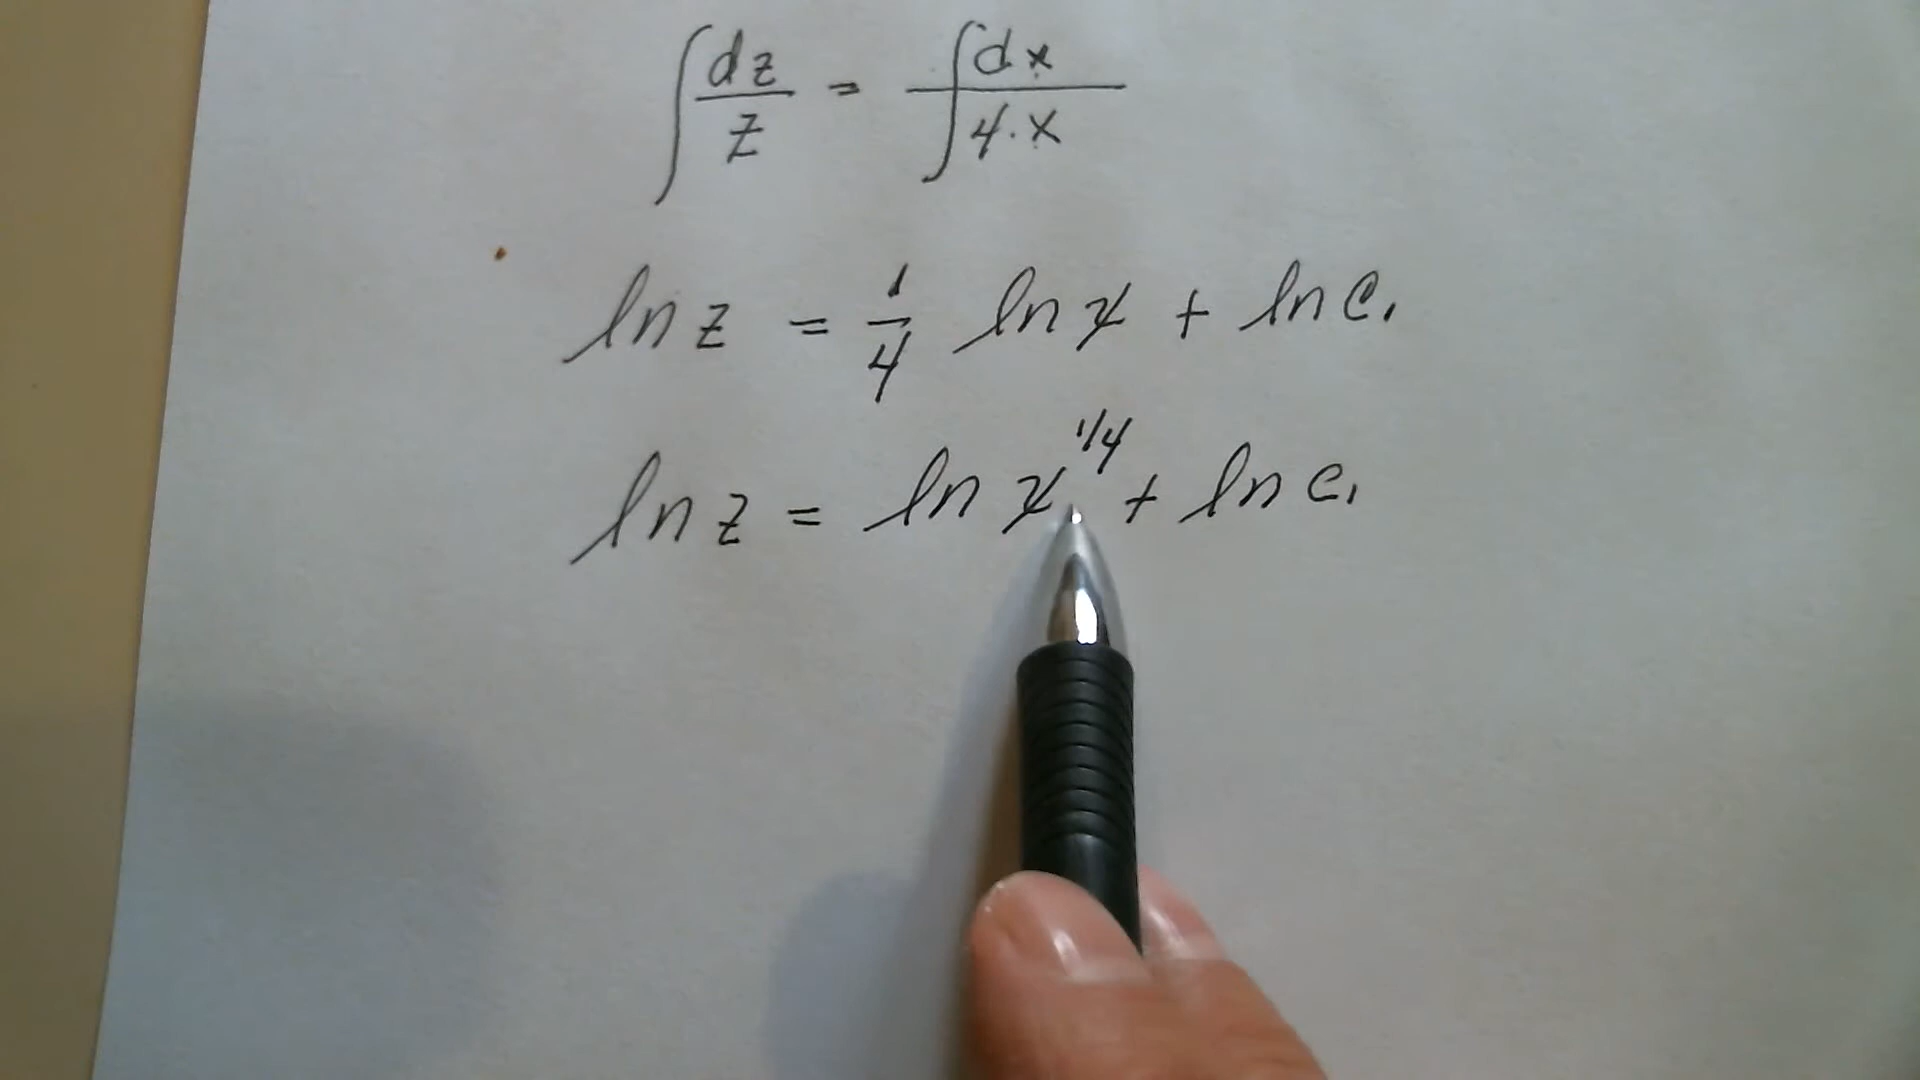 ∫ dz/z = ∫ dx/4·x
ln z = 1/4 ln x + ln c₁
ln z = ln x^1/4 + ln c₁